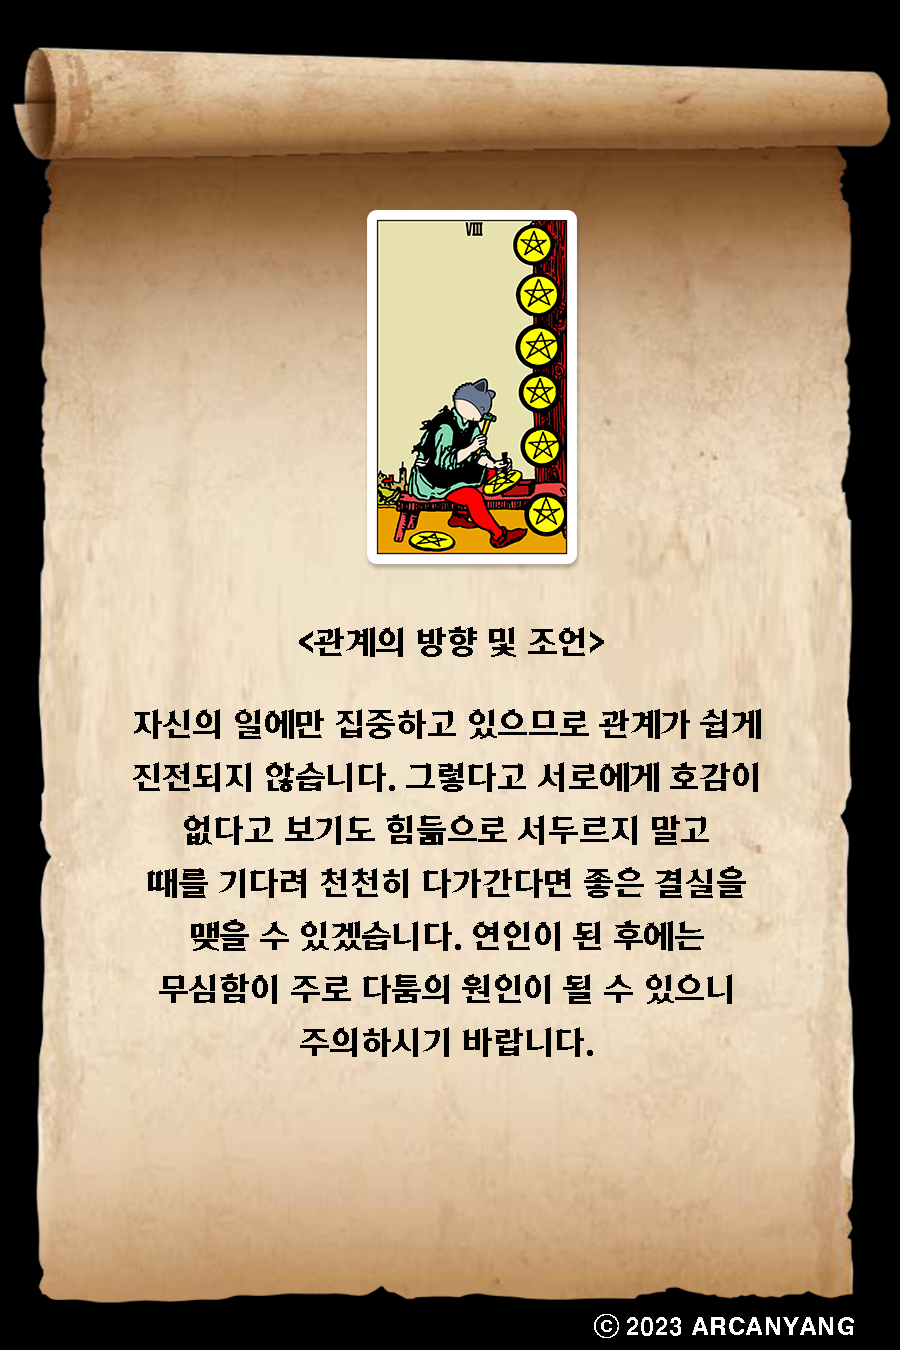 VIII
<관계의 방향 및 조언>
자신의 일에만 집중하고 있으므로 관계가 쉽게
진전되지 않습니다. 그렇다고 서로에게 호감이
없다고 보기도 힘듦으로 서두르지 말고
때를 기다려 천천히 다가간다면 좋은 결실을
맺을 수 있겠습니다. 연인이 된 후에는
무심함이 주로 다툼의 원인이 될 수 있으니
주의하시기 바랍니다.
ⓒ 2023 ARCANYANG